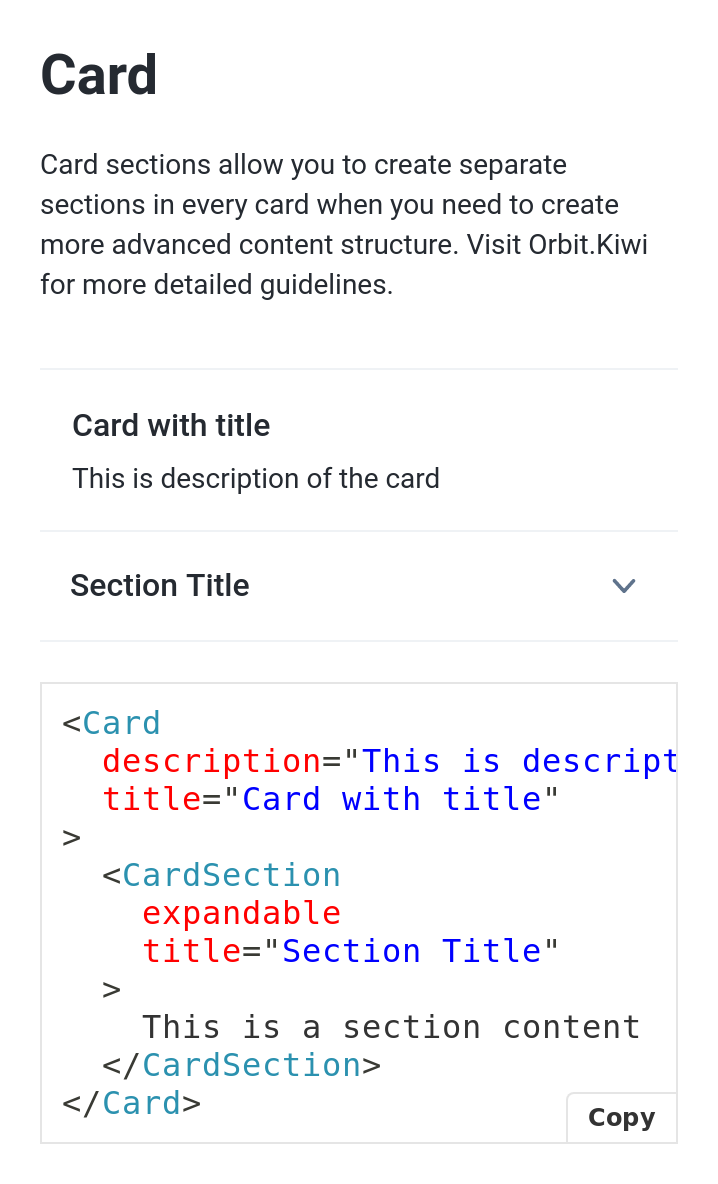 Card
Card sections allow you to create separate
sections in every card when you need to create
more advanced content structure. Visit Orbit.Kiwi
for more detailed guidelines.
Card with title
This is description of the card
Section Title
<Card
  description="This is descript
  title="Card with title"
>
  <CardSection
    expandable
    title="Section Title"
  >
    This is a section content
  </CardSection>
</Card>
Copy